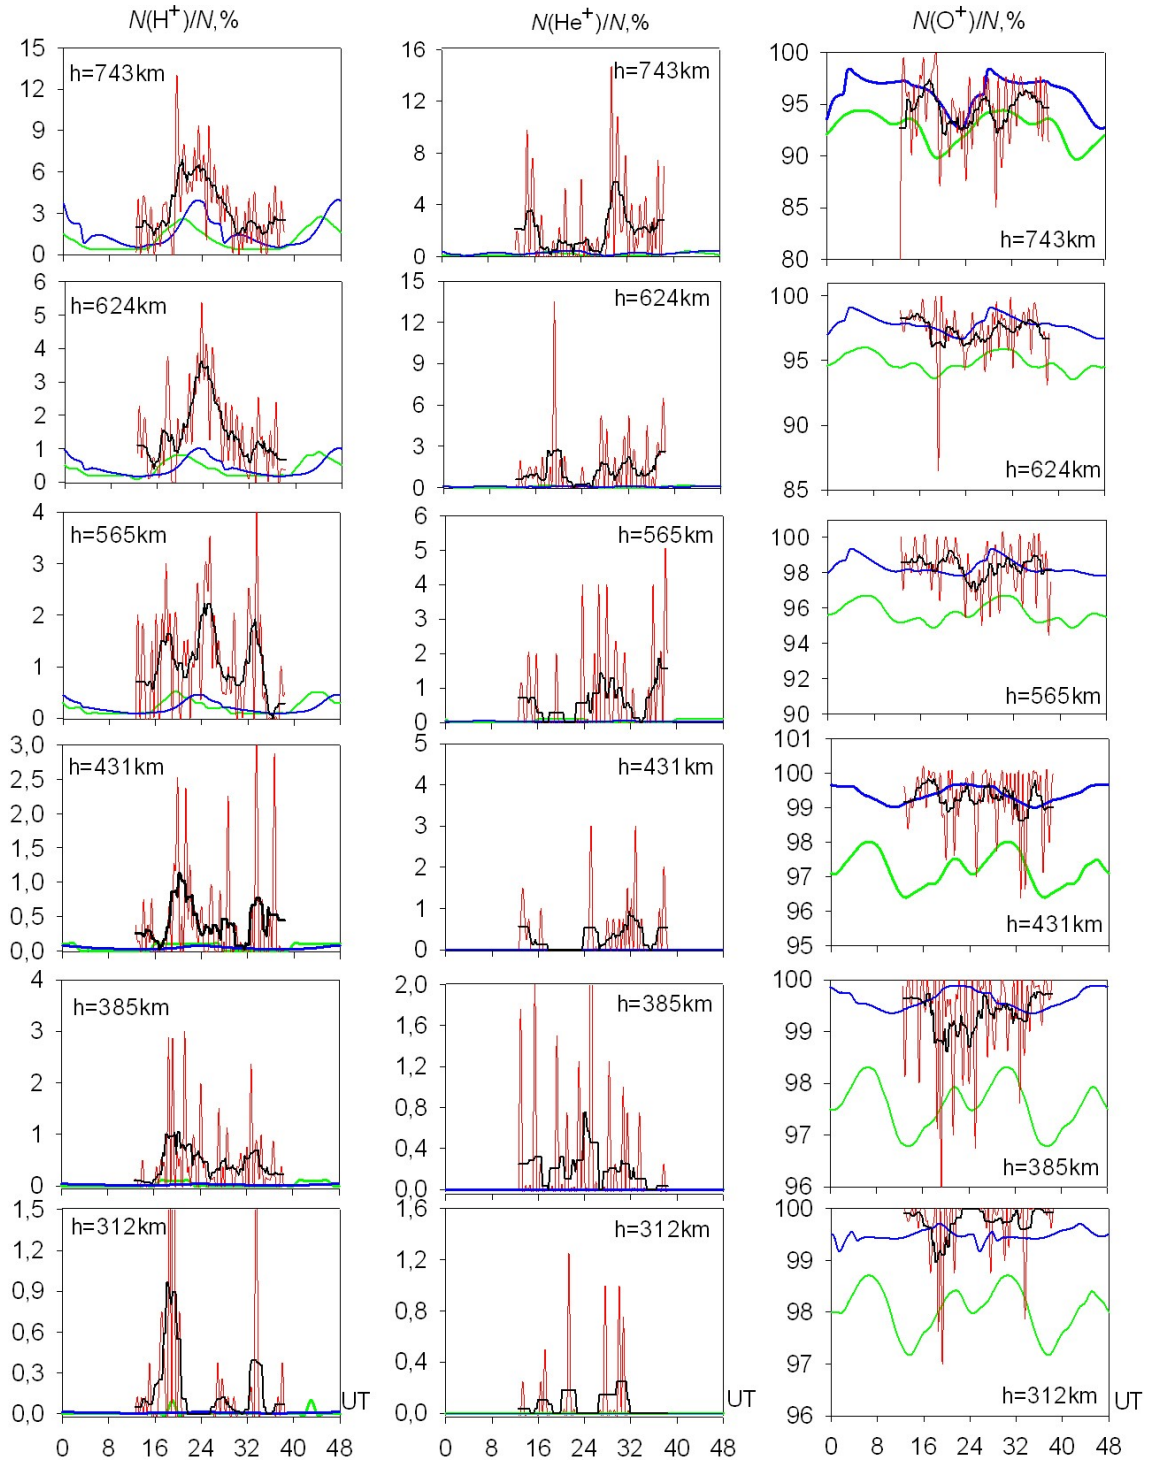 N(H+)/N,% N(He+)/N,% N(O+)/N,%
15 12 9 6 3 0 h=743km
16 12 8 4 0 h=743km
100 95 90 85 80 h=743km
6 5 4 3 2 1 0 h=624km
15 12 9 6 3 0 h=624km
100 95 90 85 h=624km
4 3 2 1 0 h=565km
6 5 4 3 2 1 0 h=565km
100 98 96 95 92 90 h=565km
3,0 2,5 2,0 1,5 1,0 0,5 0,0 h=431km
5 4 3 2 1 0 h=431km
101 100 99 98 97 96 95 h=431km
4 3 2 1 0 h=385km
2,0 1,6 1,2 0,8 0,4 0,0 h=385km
100 99 98 97 96 h=385km
1,5 1,2 0,9 0,6 0,3 0,0 h=312km UT
1,6 1,2 0,8 0,4 0,0 h=312km UT
100 99 98 97 96 h=312km UT
0 8 16 24 32 40 48 0 8 16 24 32 40 48 0 8 16 24 32 40 48